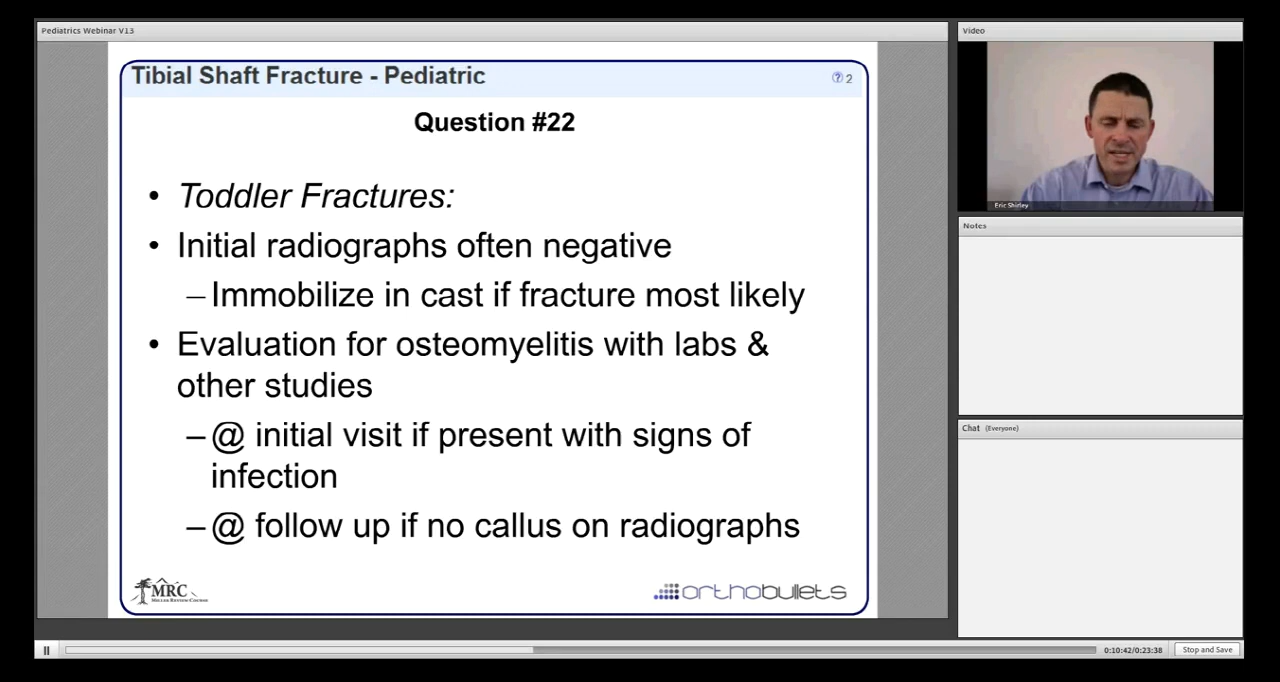 Pediatrics Webinar V13
Tibial Shaft Fracture - Pediatric
? 2
Question #22
• Toddler Fractures:
• Initial radiographs often negative
– Immobilize in cast if fracture most likely
• Evaluation for osteomyelitis with labs &
other studies
– @ initial visit if present with signs of
infection
– @ follow up if no callus on radiographs
MRC
MILLER REVIEW COURSE
orthobullets
Video
Eric Shirley
Notes
Chat (Everyone)
0:10:42/0:23:38
Stop and Save